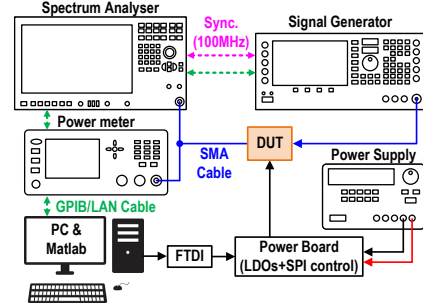 Spectrum Analyser
Sync.
(100MHz)
Signal Generator
Power meter
SMA
Cable
DUT
Power Supply
GPIB/LAN Cable
PC &
Matlab
FTDI
Power Board
(LDOs+SPI control)